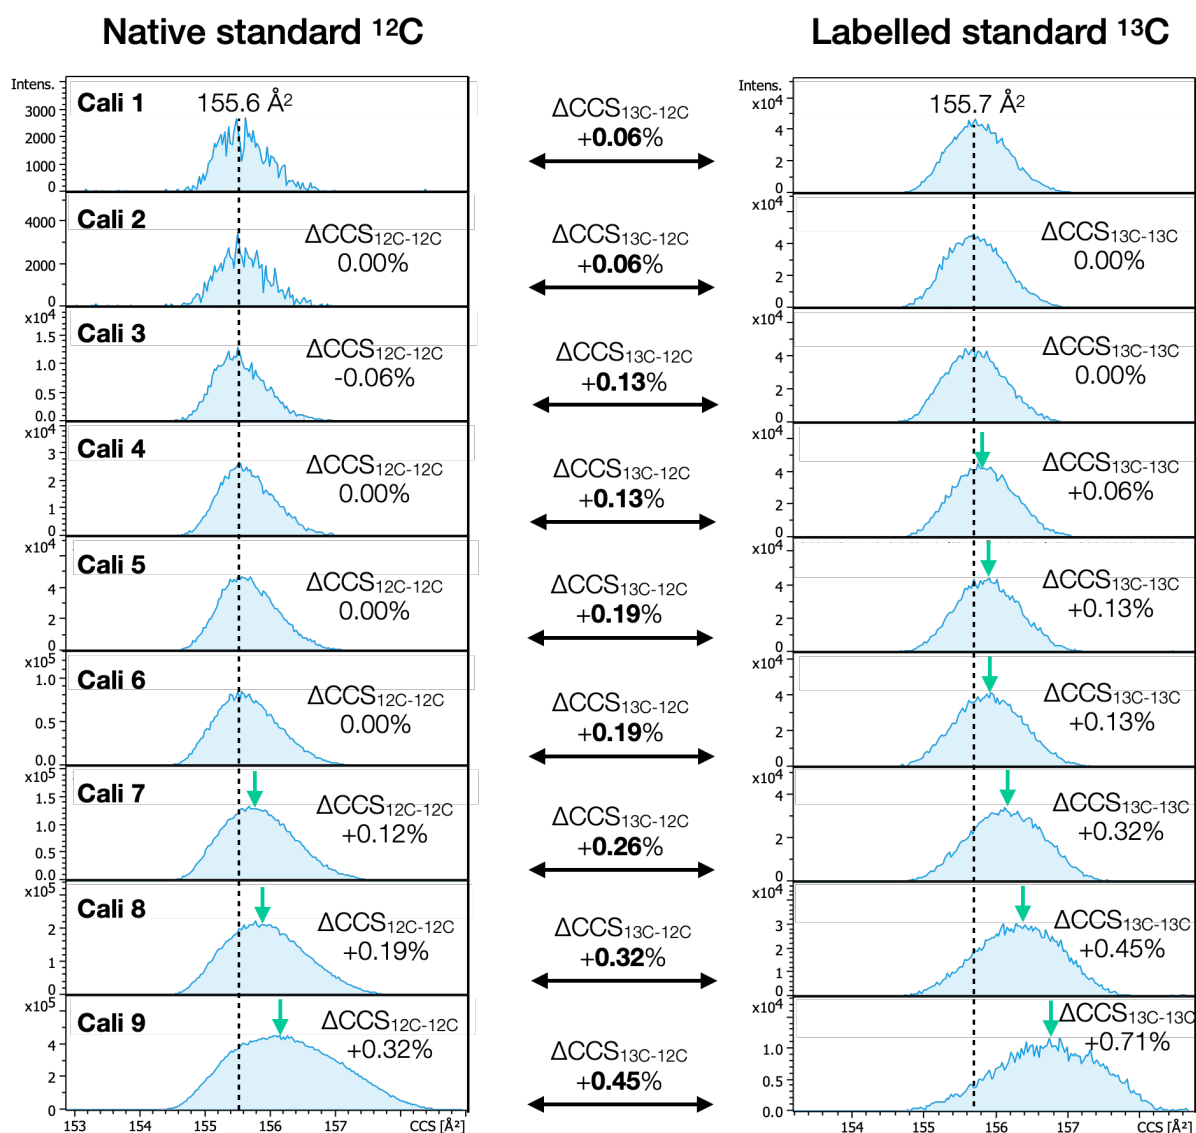 Native standard ¹²C
Labelled standard ¹³C
Intens.
3000
2000
1000
0
Cali 1
155.6 Å²
ΔCCS13C-12C
+0.06%
Intens.
x10⁴
4
2
0
155.7 Å²
4000
2000
0
Cali 2
ΔCCS12C-12C
0.00%
ΔCCS13C-12C
+0.06%
x10⁴
4
2
0
ΔCCS13C-13C
0.00%
x10⁴
1.5
1.0
0.5
0.0
Cali 3
ΔCCS12C-12C
-0.06%
ΔCCS13C-12C
+0.13%
x10⁴
4
2
0
ΔCCS13C-13C
0.00%
x10⁴
3
2
1
0
Cali 4
ΔCCS12C-12C
0.00%
ΔCCS13C-12C
+0.13%
x10⁴
4
2
0
ΔCCS13C-13C
+0.06%
x10⁴
4
2
0
Cali 5
ΔCCS12C-12C
0.00%
ΔCCS13C-12C
+0.19%
x10⁴
4
2
0
ΔCCS13C-13C
+0.13%
x10⁵
1.0
0.5
0.0
Cali 6
ΔCCS12C-12C
0.00%
ΔCCS13C-12C
+0.19%
x10⁴
4
2
0
ΔCCS13C-13C
+0.13%
x10⁵
1.5
1.0
0.5
0.0
Cali 7
ΔCCS12C-12C
+0.12%
ΔCCS13C-12C
+0.26%
x10⁴
4
2
0
ΔCCS13C-13C
+0.32%
x10⁵
2
1
0
Cali 8
ΔCCS12C-12C
+0.19%
ΔCCS13C-12C
+0.32%
x10⁴
3
2
1
0
ΔCCS13C-13C
+0.45%
x10⁵
4
2
0
Cali 9
ΔCCS12C-12C
+0.32%
ΔCCS13C-12C
+0.45%
x10⁴
1.0
0.5
0.0
ΔCCS13C-13C
+0.71%
153 154 155 156 157 CCS [Å²]
154 155 156 157 CCS [Å²]